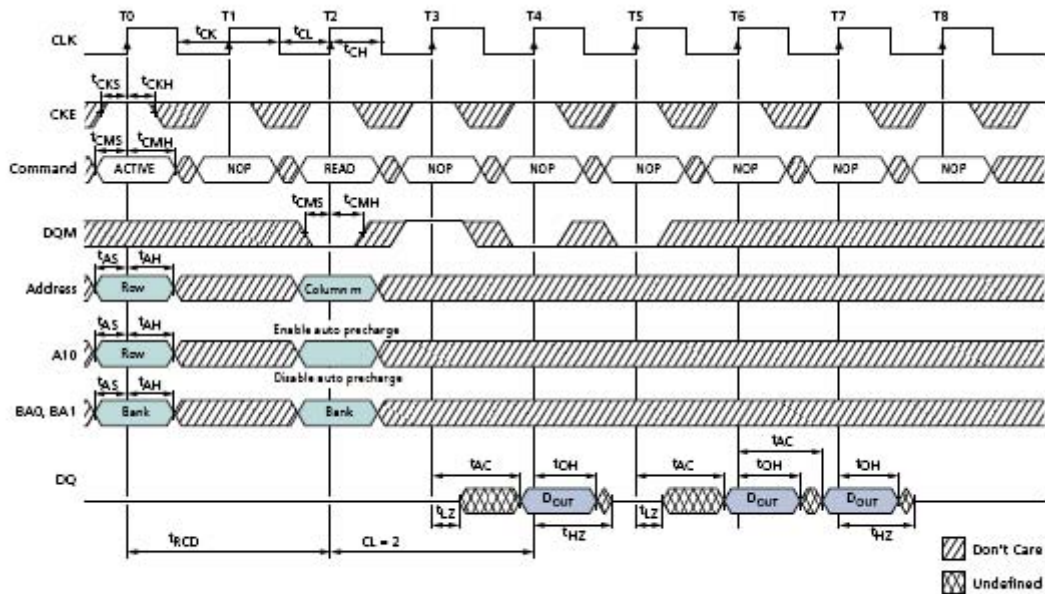 T0 T1 T2 T3 T4 T5 T6 T7 T8
CLK tCK tCL tCH
tCKS tCKH
CKE
tCMS tCMH
Command ACTIVE NOP READ NOP NOP NOP NOP NOP NOP
tCMS tCMH
DQM
tAS tAH
Address Row Column m
tAS tAH Enable auto precharge
A10 Row
tAS tAH Disable auto precharge
BA0, BA1 Bank Bank
tAC
DQ tAC tOH tAC tOH tOH
DOUT DOUT DOUT
tLZ tHZ tLZ tHZ
tRCD CL = 2
Don't Care
Undefined